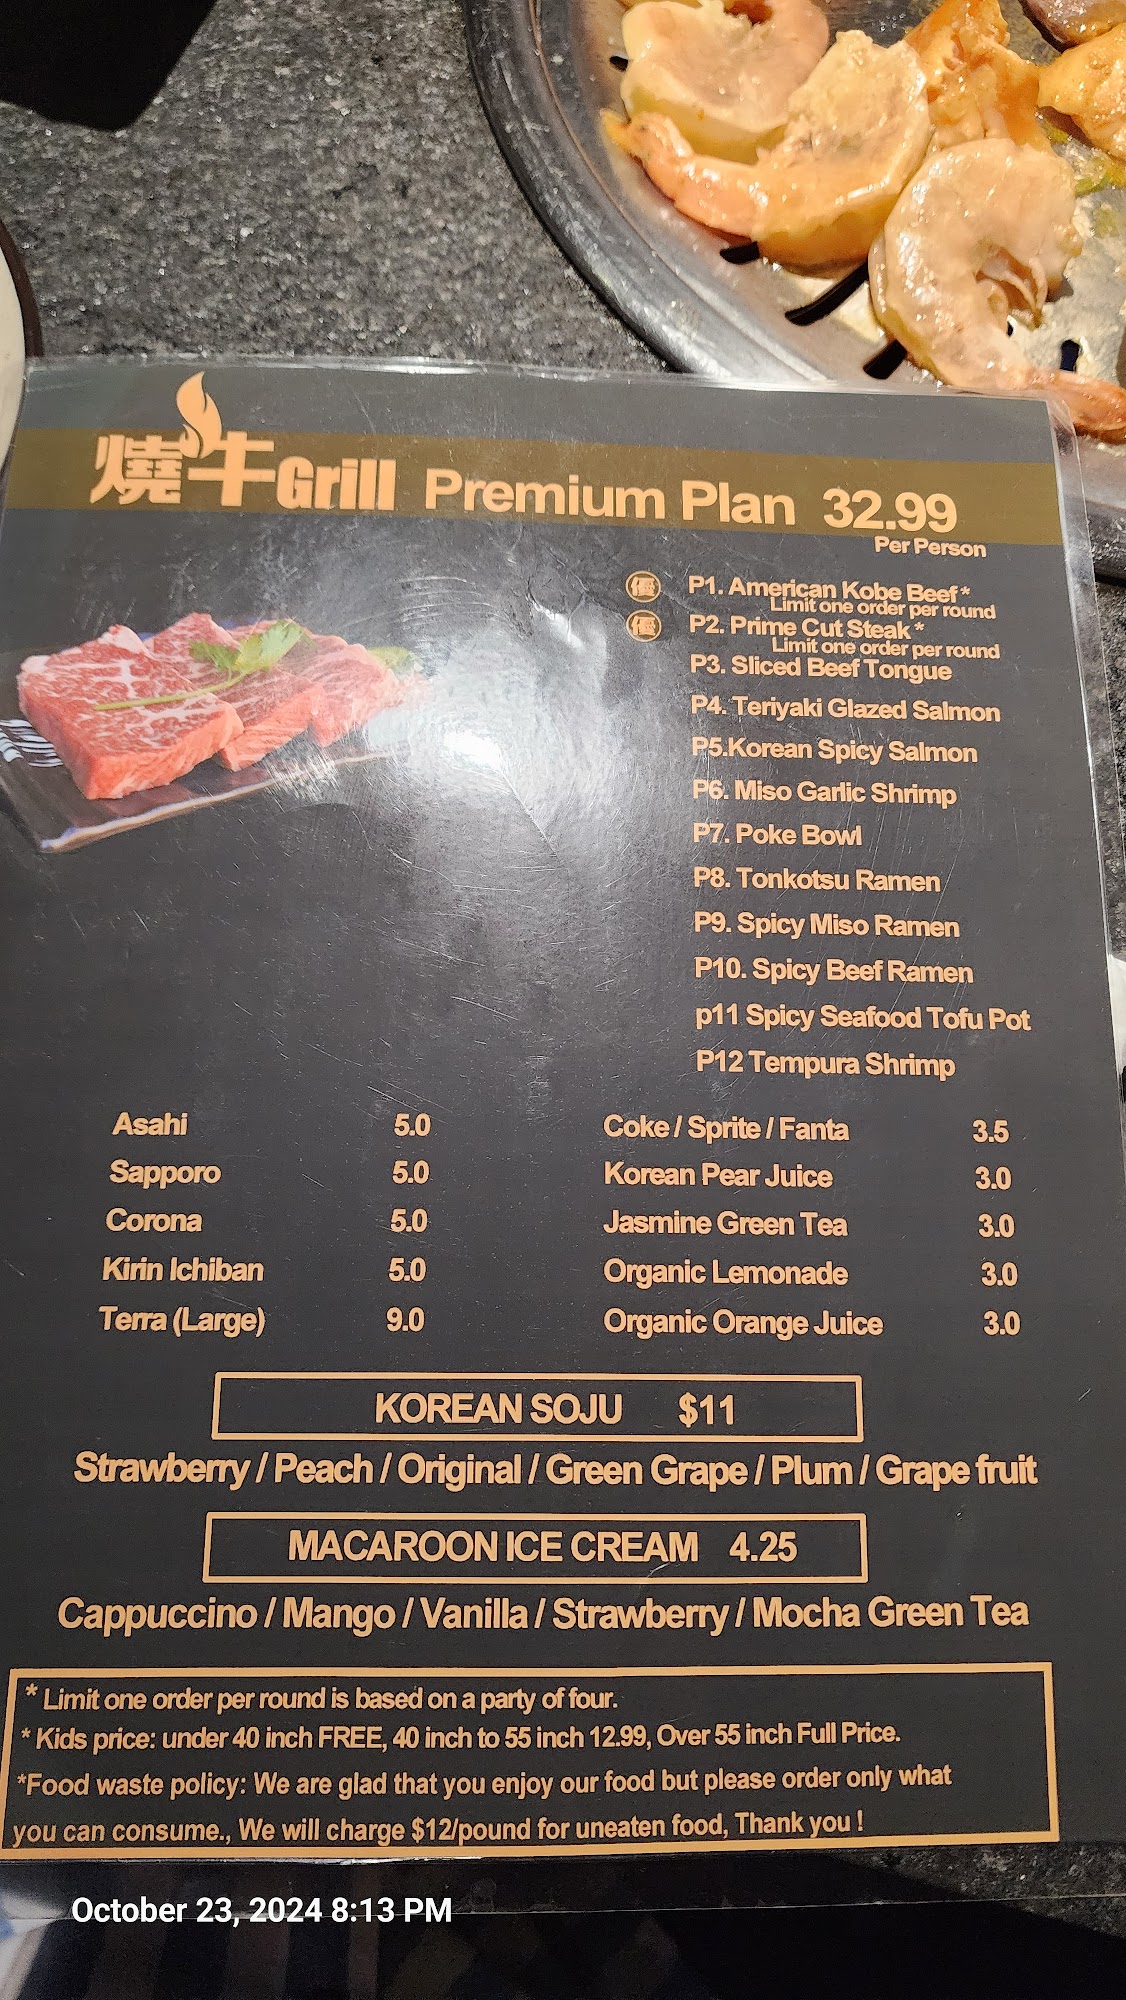 燒牛Grill Premium Plan 32.99
Per Person
優 P1. American Kobe Beef *
Limit one order per round
優 P2. Prime Cut Steak *
Limit one order per round
P3. Sliced Beef Tongue
P4. Teriyaki Glazed Salmon
P5.Korean Spicy Salmon
P6. Miso Garlic Shrimp
P7. Poke Bowl
P8. Tonkotsu Ramen
P9. Spicy Miso Ramen
P10. Spicy Beef Ramen
p11 Spicy Seafood Tofu Pot
P12 Tempura Shrimp
Asahi 5.0
Sapporo 5.0
Corona 5.0
Kirin Ichiban 5.0
Terra (Large) 9.0
Coke / Sprite / Fanta 3.5
Korean Pear Juice 3.0
Jasmine Green Tea 3.0
Organic Lemonade 3.0
Organic Orange Juice 3.0
KOREAN SOJU $11
Strawberry / Peach / Original / Green Grape / Plum / Grape fruit
MACAROON ICE CREAM 4.25
Cappuccino / Mango / Vanilla / Strawberry / Mocha Green Tea
* Limit one order per round is based on a party of four.
* Kids price: under 40 inch FREE, 40 inch to 55 inch 12.99, Over 55 inch Full Price.
*Food waste policy: We are glad that you enjoy our food but please order only what
you can consume., We will charge $12/pound for uneaten food, Thank you !
October 23, 2024 8:13 PM